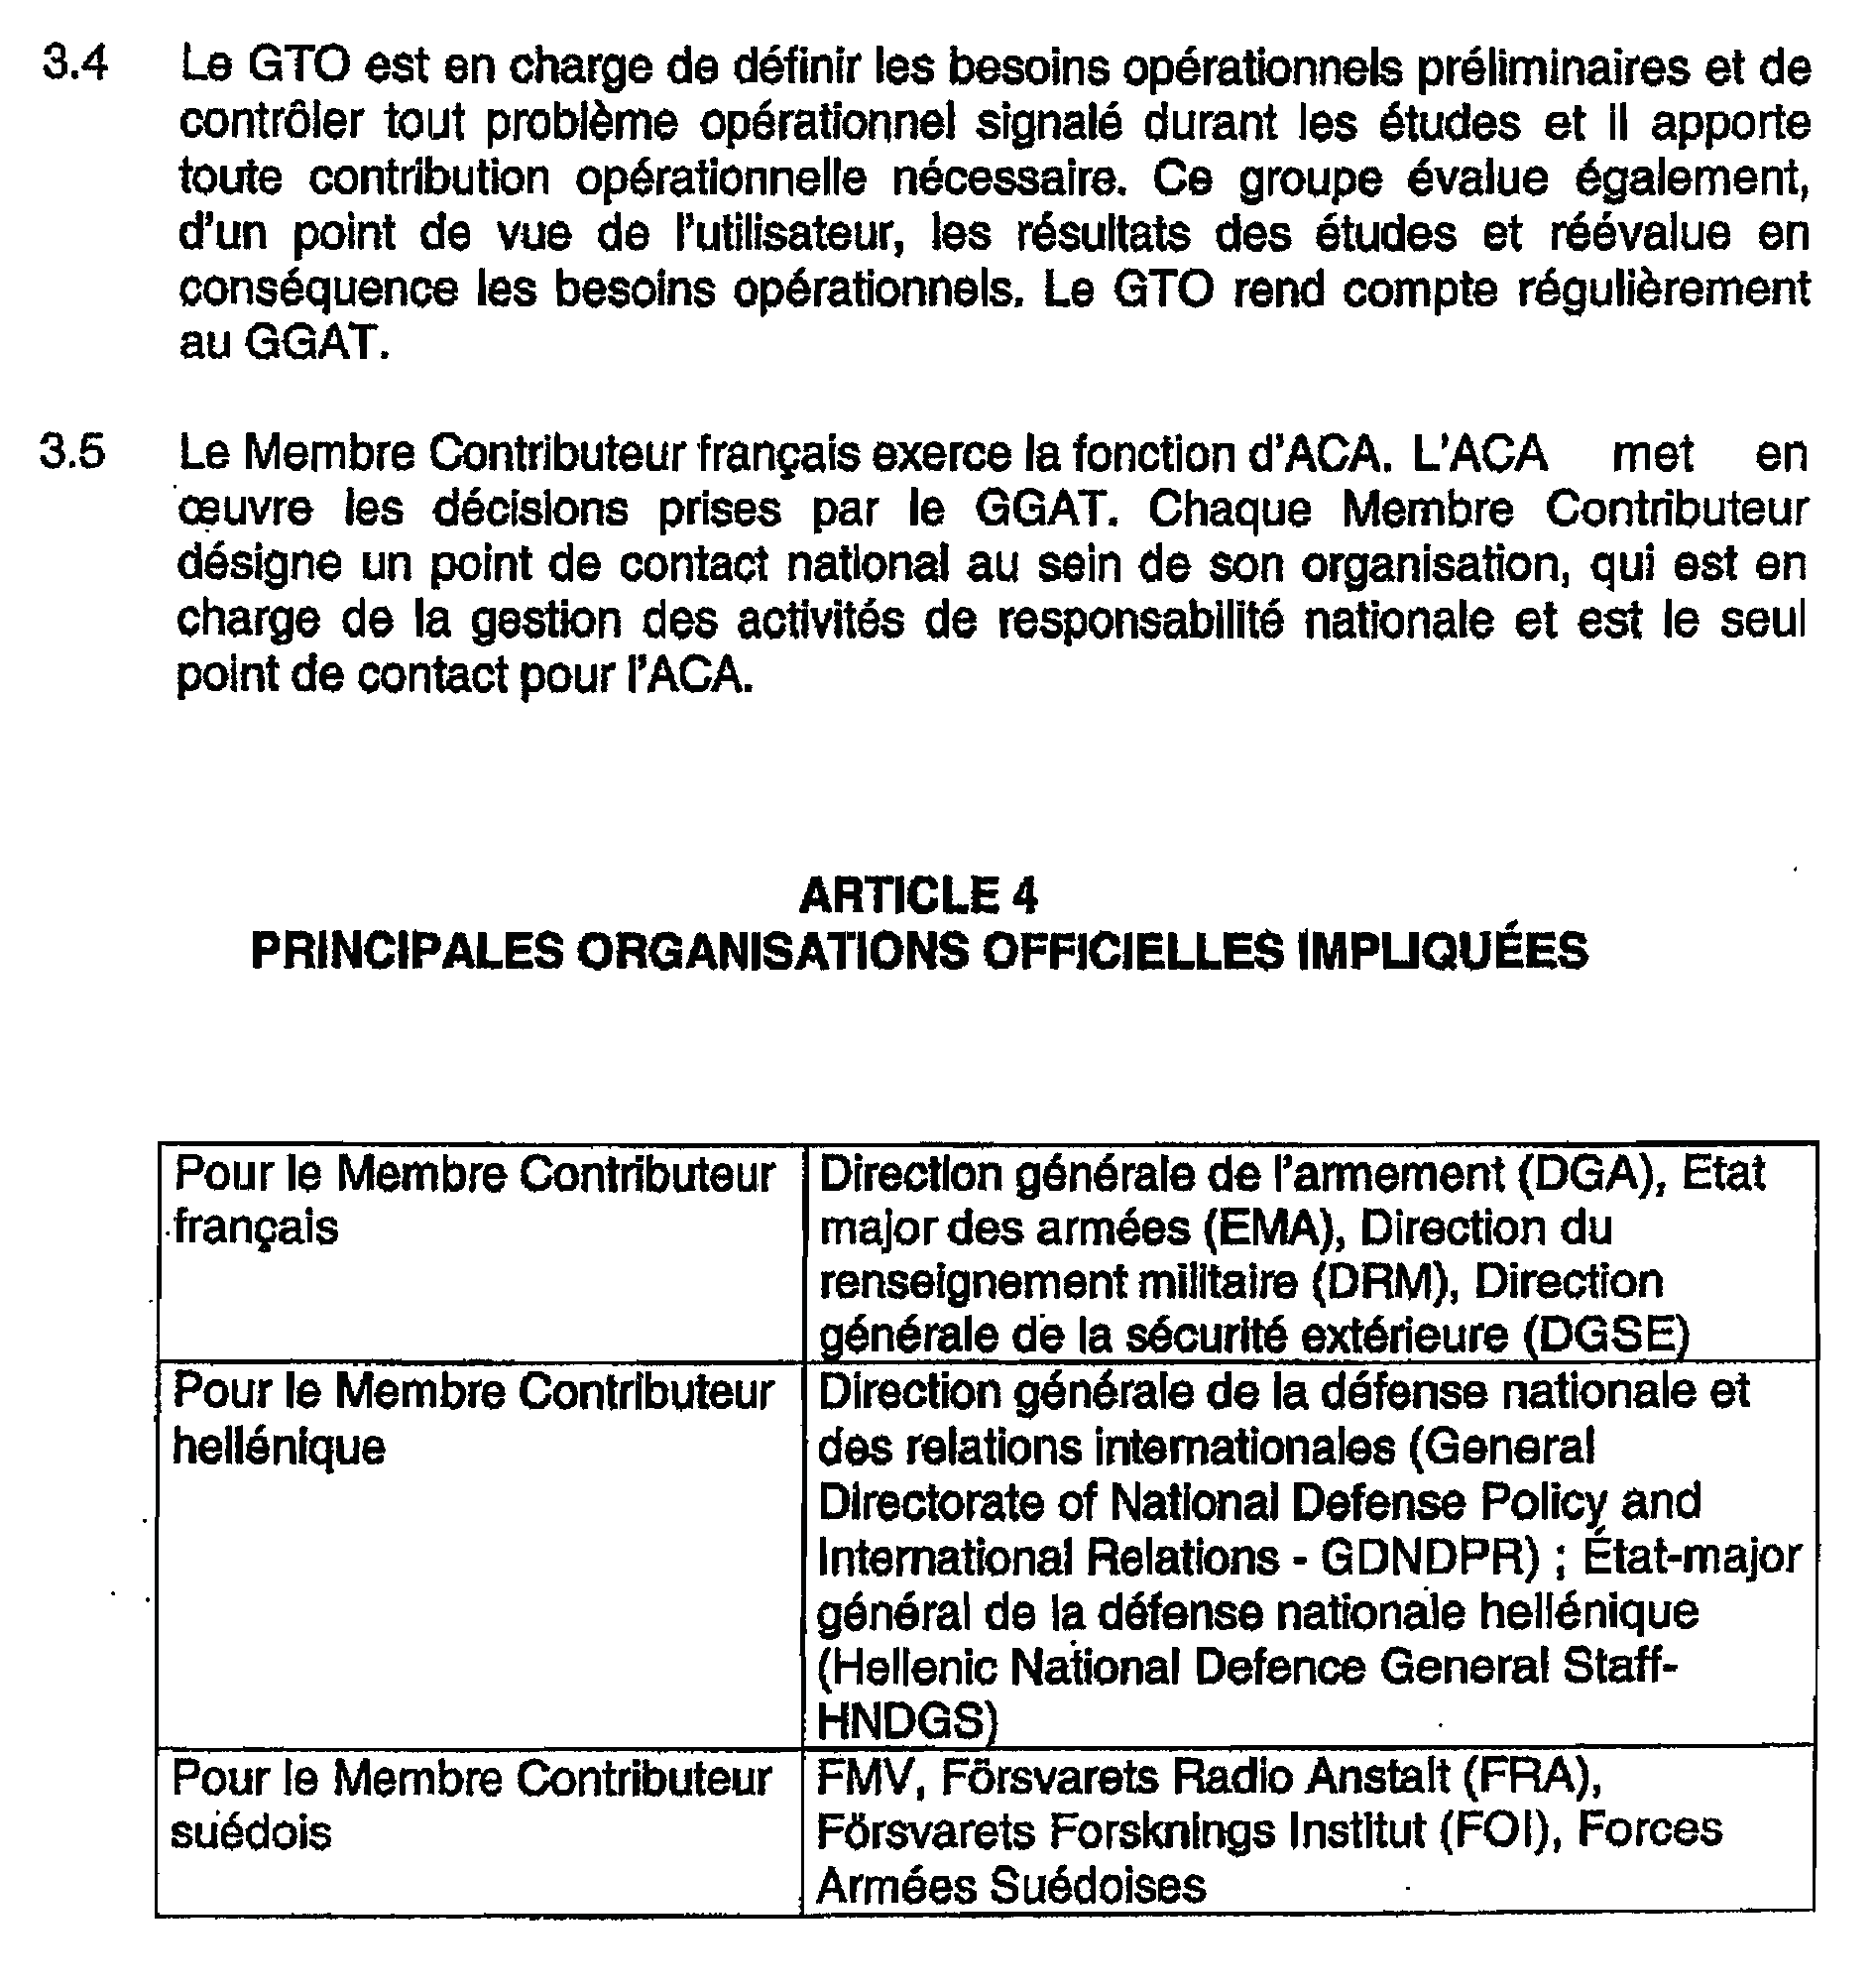 3.4 Le GTO est en charge de définir les besoins opérationnels préliminaires et de
contrôler tout problème opérationnel signalé durant les études et il apporte
toute contribution opérationnelle nécessaire. Ce groupe évalue également,
d'un point de vue de l'utilisateur, les résultats des études et réévalue en
conséquence les besoins opérationnels. Le GTO rend compte régulièrement
au GGAT.
3.5 Le Membre Contributeur français exerce la fonction d'ACA. L'ACA met en
œuvre les décisions prises par le GGAT. Chaque Membre Contributeur
désigne un point de contact national au sein de son organisation, qui est en
charge de la gestion des activités de responsabilité nationale et est le seul
point de contact pour l'ACA.
ARTICLE 4
PRINCIPALES ORGANISATIONS OFFICIELLES IMPLIQUÉES
Pour le Membre Contributeur
français
Direction générale de l'armement (DGA), Etat
major des armées (EMA), Direction du
renseignement militaire (DRM), Direction
générale de la sécurité extérieure (DGSE)
Pour le Membre Contributeur
hellénique
Direction générale de la défense nationale et
des relations internationales (General
Directorate of National Defense Policy and
International Relations - GDNDPR) ; État-major
général de la défense nationale hellénique
(Hellenic National Defence General Staff-
HNDGS)
Pour le Membre Contributeur
suédois
FMV, Försvarets Radio Anstalt (FRA),
Försvarets Forsknings Institut (FOI), Forces
Armées Suédoises